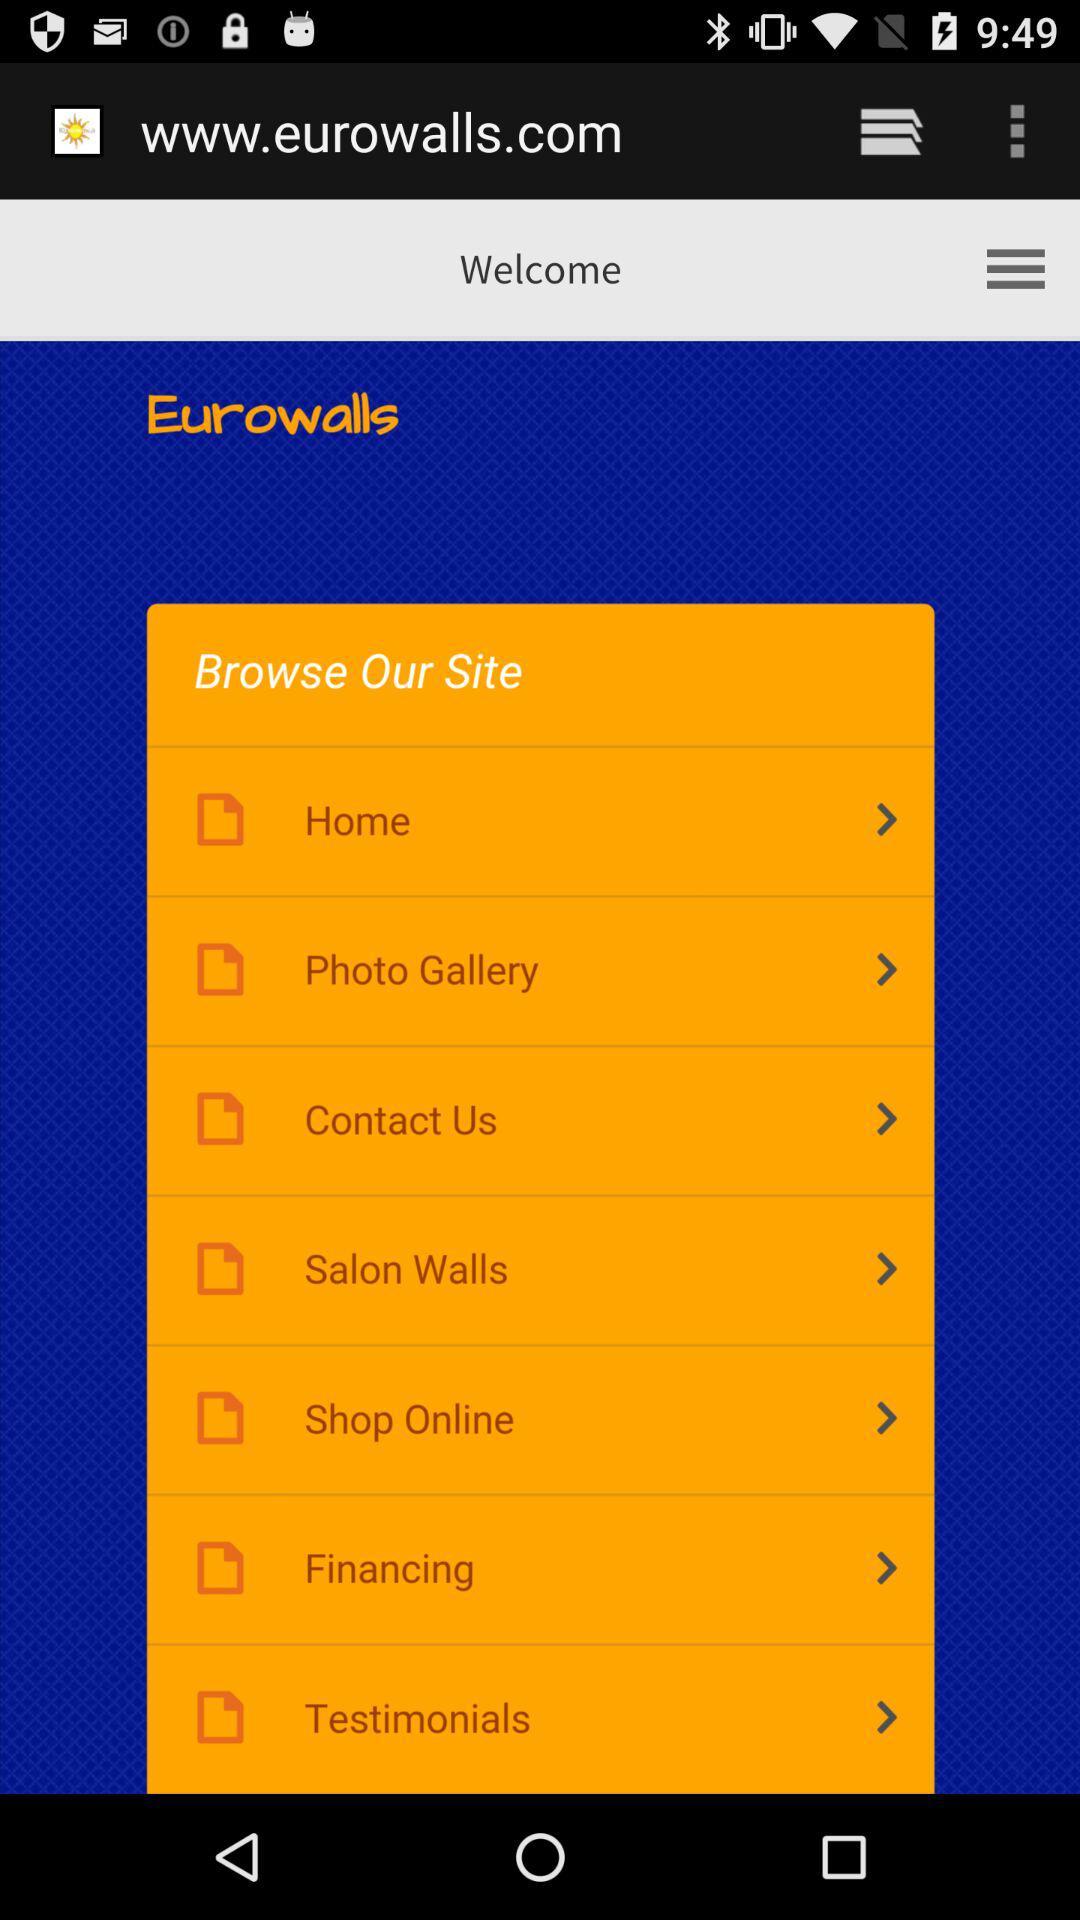 9:49
www.eurowalls.com
Welcome
Eurowalls
Browse Our Site
Home
Photo Gallery
Contact Us
Salon Walls
Shop Online
Financing
Testimonials